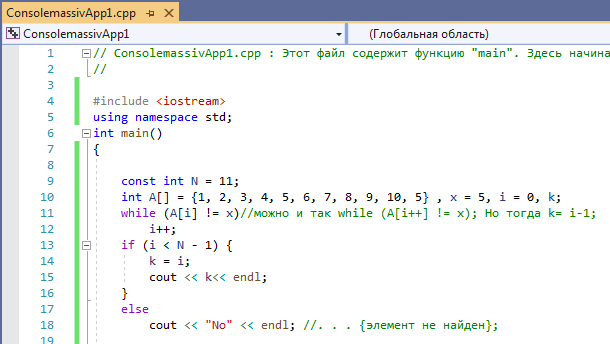 ConsolemassivApp1.cpp
ConsolemassivApp1 (Глобальная область)
1 // ConsolemassivApp1.cpp : Этот файл содержит функцию "main". Здесь начина
2 //
3
4 #include <iostream>
5 using namespace std;
6 int main()
7 {
8
9 const int N = 11;
10 int A[] = {1, 2, 3, 4, 5, 6, 7, 8, 9, 10, 5} , x = 5, i = 0, k;
11 while (A[i] != x)//можно и так while (A[i++] != x); Но тогда k= i-1;
12 i++;
13 if (i < N - 1) {
14 k = i;
15 cout << k<< endl;
16 }
17 else
18 cout << "No" << endl; //. . . {элемент не найден};